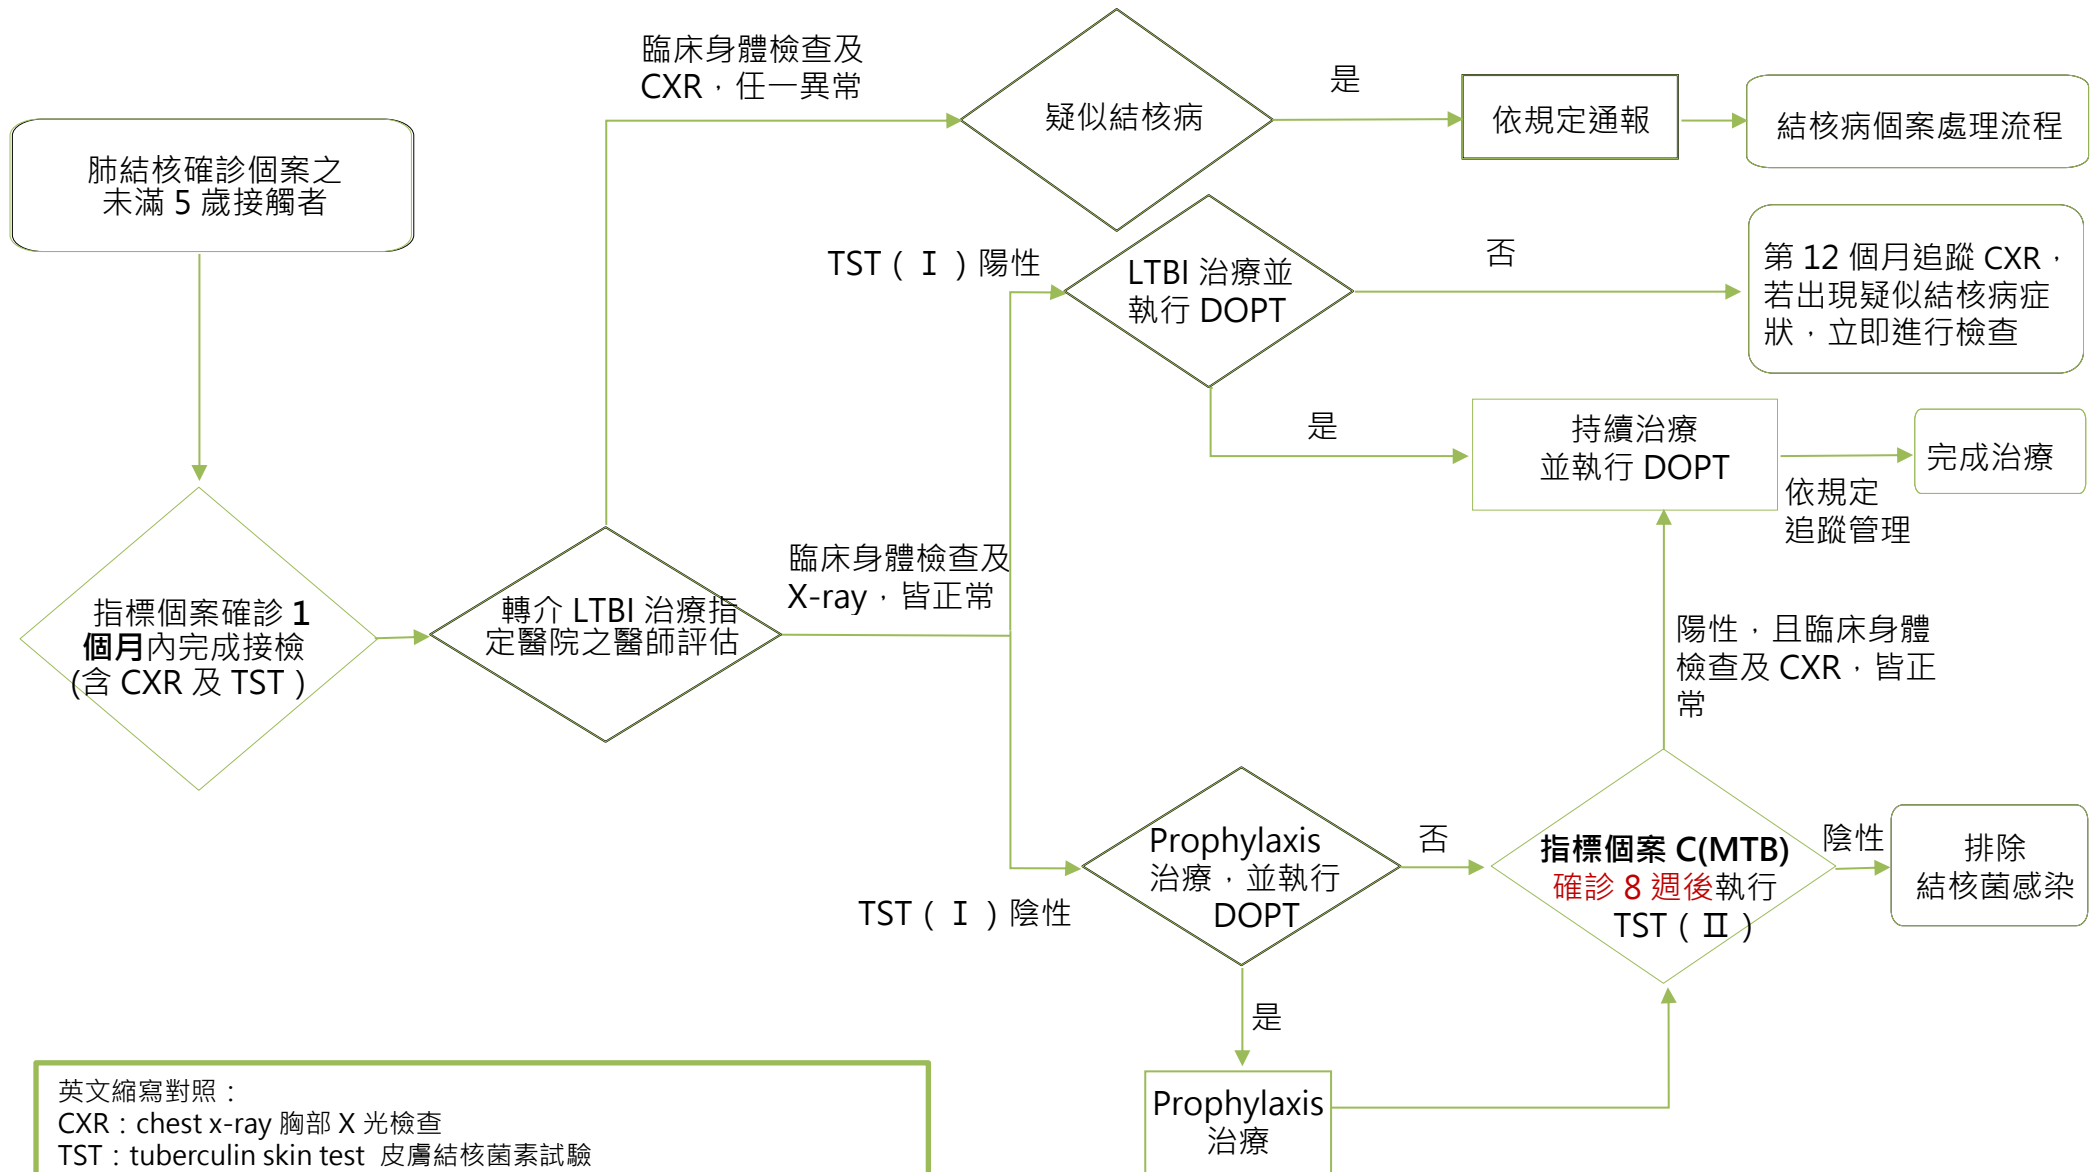 臨床身體檢查及
CXR，任一異常
疑似結核病
是
依規定通報
結核病個案處理流程
肺結核確診個案之
未滿 5 歲接觸者
TST（Ⅰ）陽性
LTBI 治療並
執行 DOPT
否
第 12 個月追蹤 CXR，
若出現疑似結核病症
狀，立即進行檢查
是
持續治療
並執行 DOPT
完成治療
依規定
追蹤管理
指標個案確診 1
個月內完成接檢
(含 CXR 及 TST）
轉介 LTBI 治療指
定醫院之醫師評估
臨床身體檢查及
X-ray，皆正常
陽性，且臨床身體
檢查及 CXR，皆正
常
TST（Ⅰ）陰性
Prophylaxis
治療，並執行
DOPT
否
指標個案 C(MTB)
確診 8 週後執行
TST（Ⅱ）
陰性
排除
結核菌感染
是
Prophylaxis
治療
英文縮寫對照：
CXR：chest x-ray 胸部 X 光檢查
TST：tuberculin skin test 皮膚結核菌素試驗